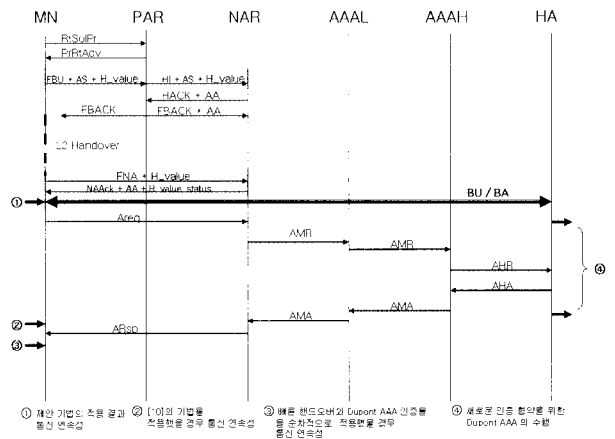 MN PAR NAR AAAL AAAH HA
RtSolPr
PrRtAdv
FBU + AS + H_value HI + AS + H_value
HACK + AA
FBACK FBACK + AA
L2 Handover
FNA + H_value
NAAck + AA + H_value, status
① BU / BA
Areq
AMR
AMR
AHR
④
AHA
AMA
AMA
②
ARsp
③
① 제안 기법의 적용 결과
통신 연속성
② [10]의 기법을
적용했을 경우 통신 연속성
③ 빠른 핸드오버와 Dupont AAA 인증을
을 순차적으로 적용했을 경우
통신 연속성
④ 새로운 인증 협약을 위한
Dupont AAA 의 수행